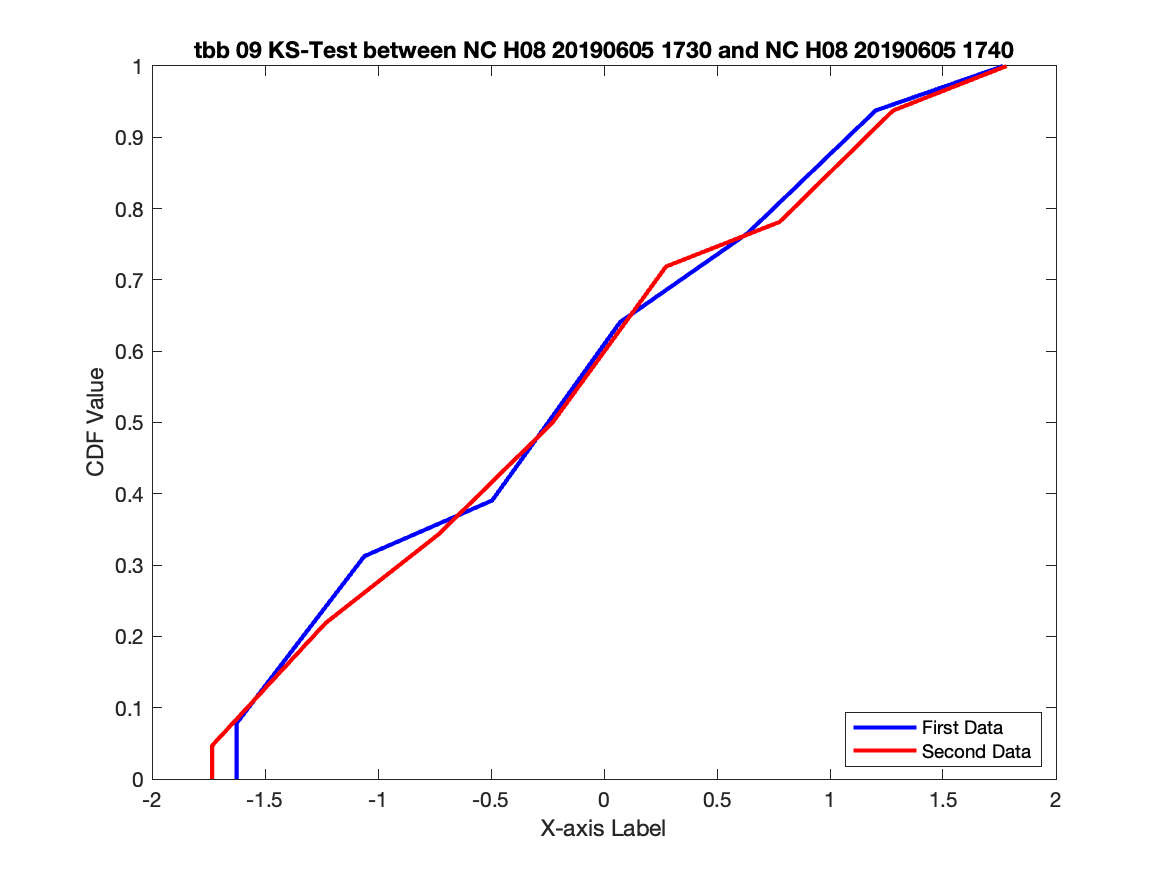 tbb 09 KS-Test between NC H08 20190605 1730 and NC H08 20190605 1740
1
0.9
0.8
0.7
0.6
0.5
0.4
0.3
0.2
0.1
0
CDF Value
First Data
Second Data
-2 -1.5 -1 -0.5 0 0.5 1 1.5 2
X-axis Label